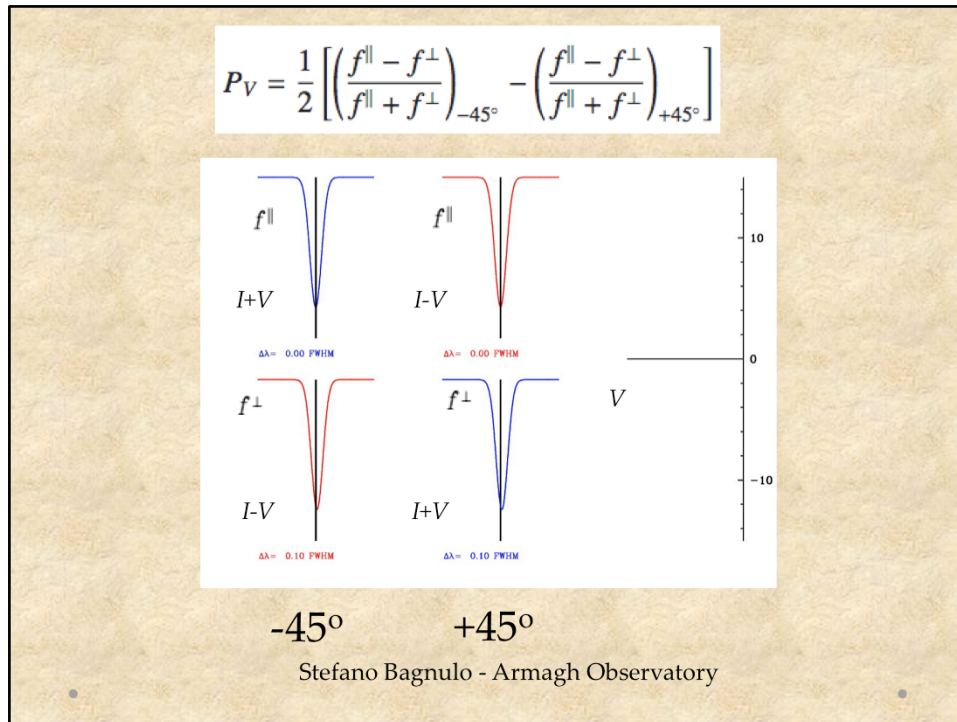 P_V = 1/2 [ ( (f^∥ − f^⊥) / (f^∥ + f^⊥) )_{−45°} − ( (f^∥ − f^⊥) / (f^∥ + f^⊥) )_{+45°} ]
f^∥ f^∥
10
I+V I-V
Δλ= 0.00 FWHM Δλ= 0.00 FWHM
0
f^⊥ f^⊥ V
-10
I-V I+V
Δλ= 0.10 FWHM Δλ= 0.10 FWHM
-45° +45°
Stefano Bagnulo - Armagh Observatory